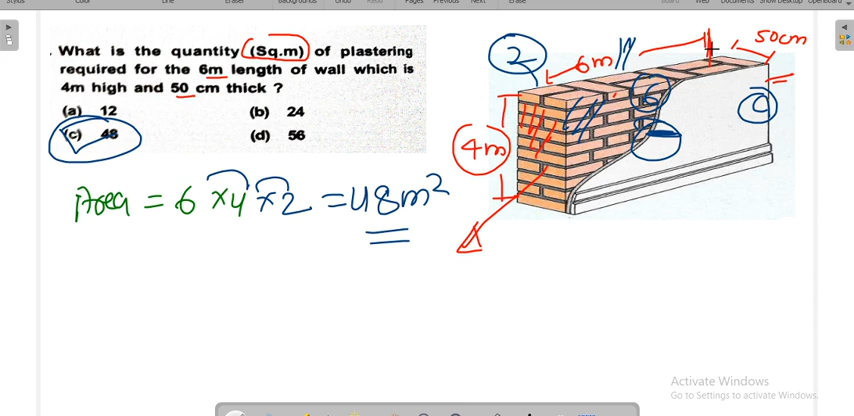 Stylus
Color
Line
Eraser
Backgrounds
Undo
Redo
Pages
Previous
Next
Erase
Board
Web
Documents
Show Desktop
Openboard
. What is the quantity (Sq.m) of plastering
required for the 6m length of wall which is
4m high and 50 cm thick ?
(a) 12
(b) 24
(c) 48
(d) 56
Area = 6 x4 x2 = 48m²
2
6m
50cm
4m
Activate Windows
Go to Settings to activate Windows.